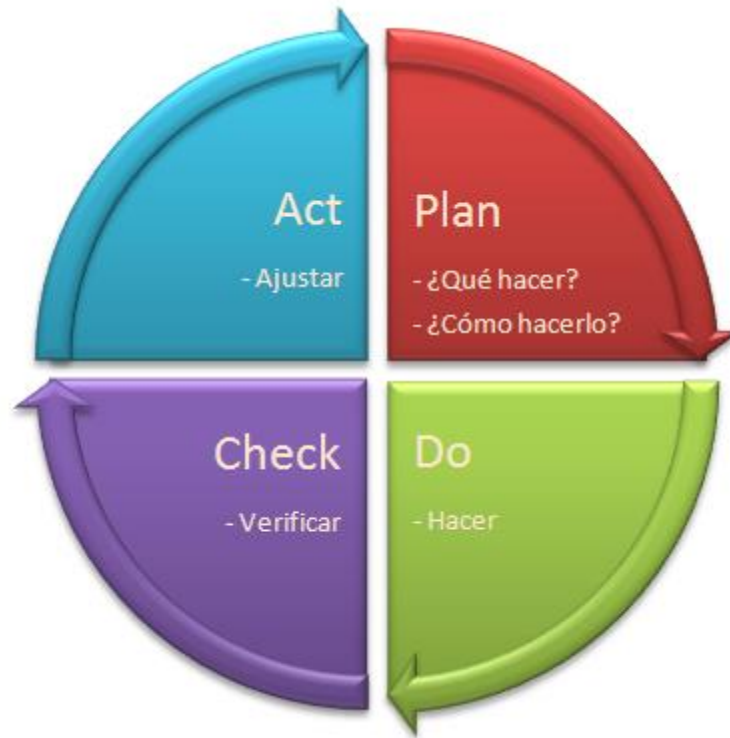 Act
- Ajustar
Plan
- ¿Qué hacer?
- ¿Cómo hacerlo?
Check
- Verificar
Do
- Hacer